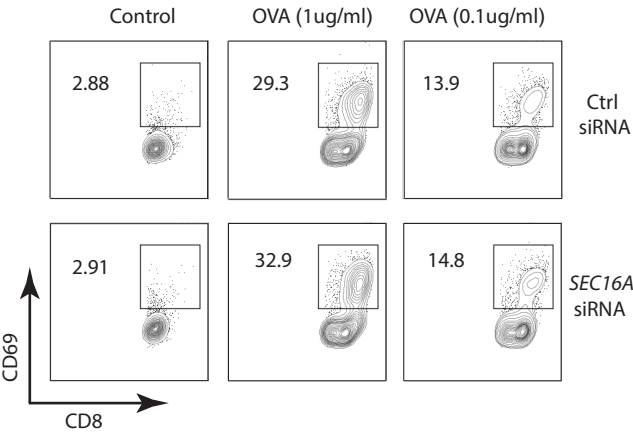 Control OVA (1ug/ml) OVA (0.1ug/ml)
2.88 29.3 13.9
Ctrl
siRNA
2.91 32.9 14.8
SEC16A
siRNA
CD69
CD8